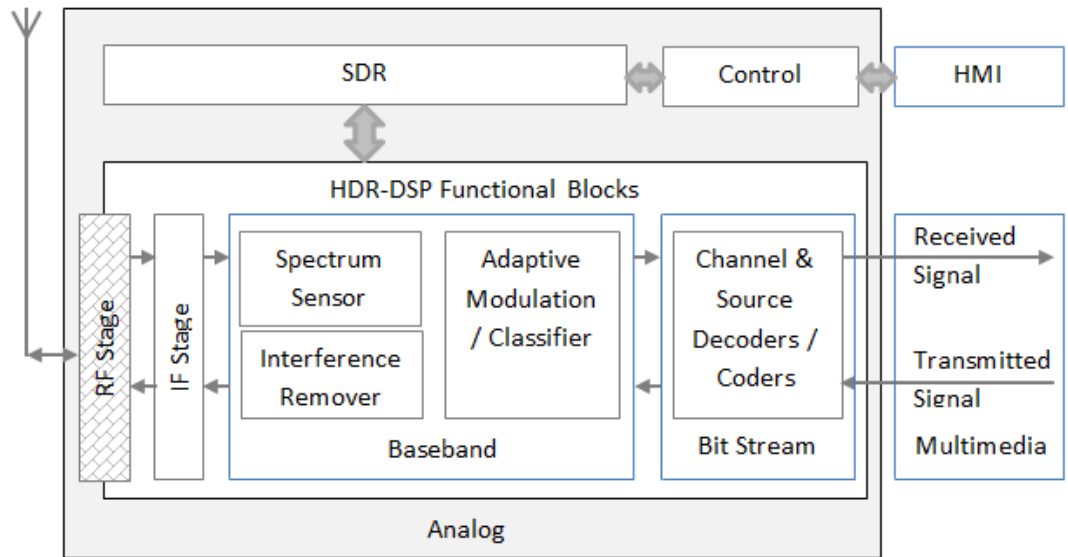 SDR
Control
HMI
HDR-DSP Functional Blocks
RF Stage
IF Stage
Spectrum
Sensor
Interference
Remover
Adaptive
Modulation
/ Classifier
Baseband
Channel &
Source
Decoders /
Coders
Bit Stream
Received
Signal
Transmitted
Signal
Multimedia
Analog